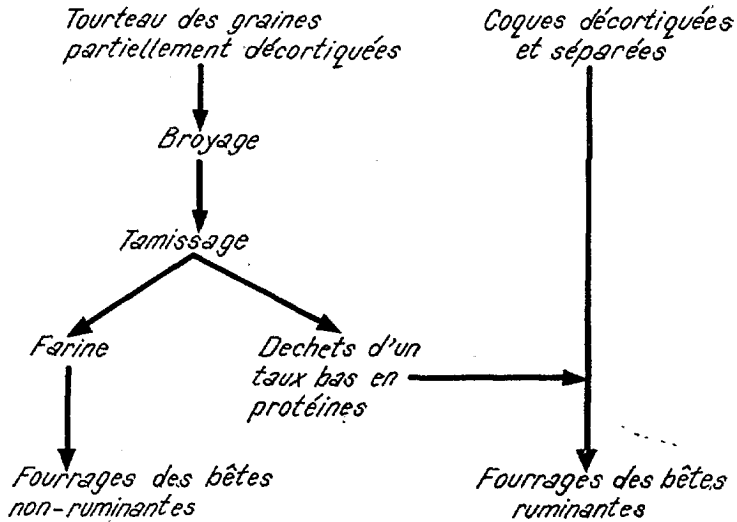 Tourteau des graines
partiellement décortiquées
Coques décortiquées
et séparées
Broyage
Tamissage
Farine
Dechets d'un
taux bas en
protéines
Fourrages des bêtes
non-ruminantes
Fourrages des bêtes
ruminantes